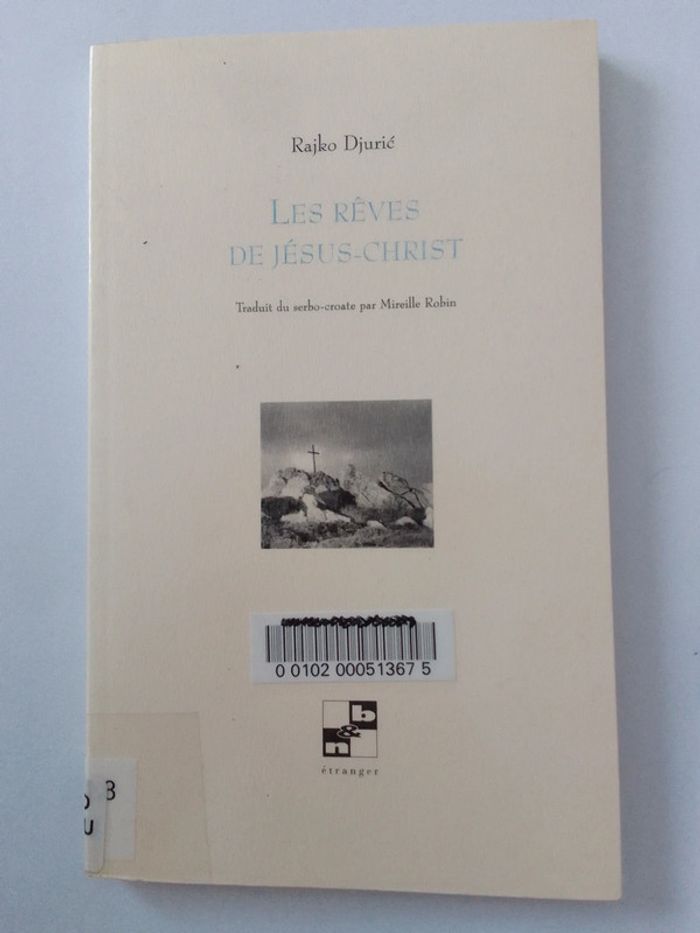 Rajko Djurić
LES RÊVES
DE JÉSUS-CHRIST
Traduit du serbo-croate par Mireille Robin
0 0102 00051367 5
b
&
n
étranger
8
U